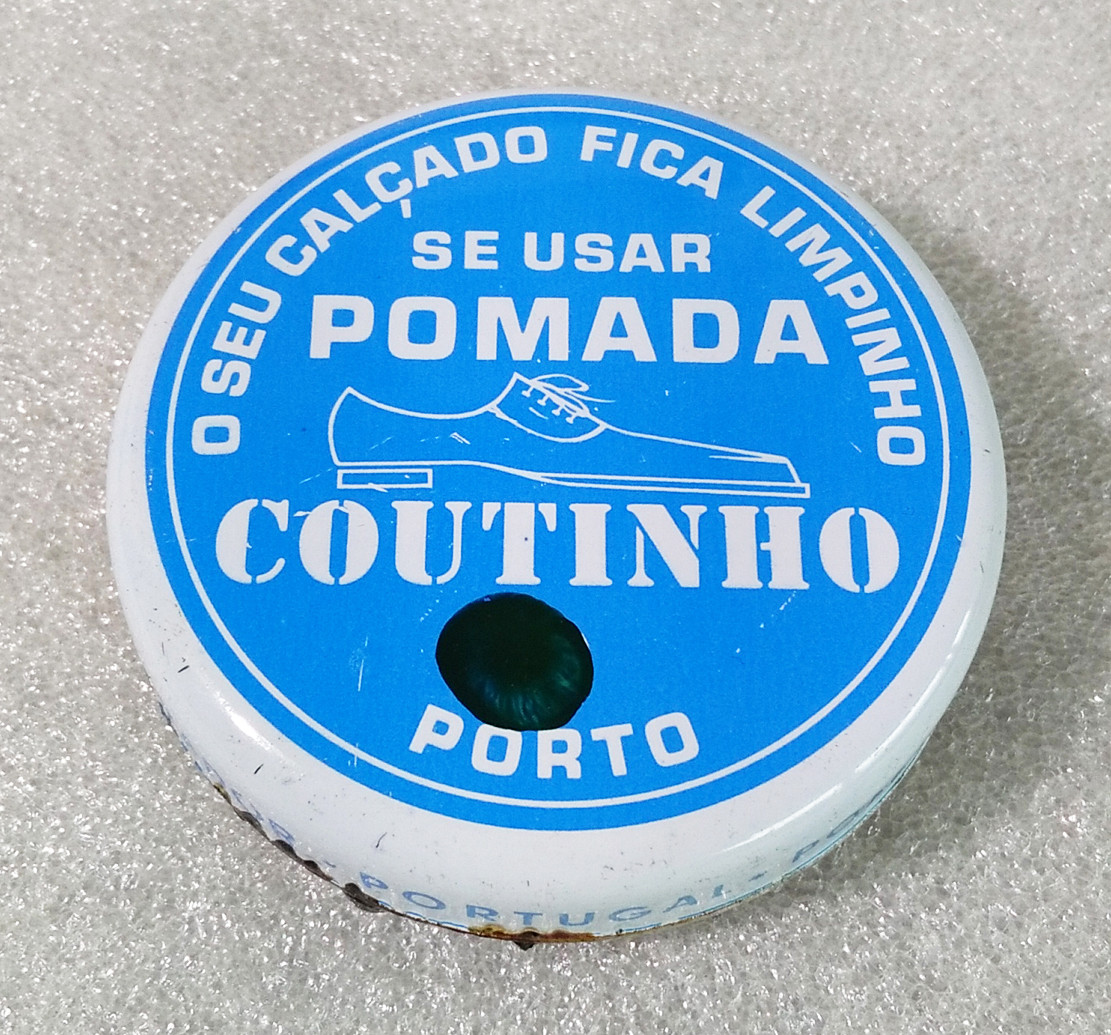 O SEU CALÇADO FICA LIMPINHO
SE USAR
POMADA
COUTINHO
PORTO
PORTUGAL